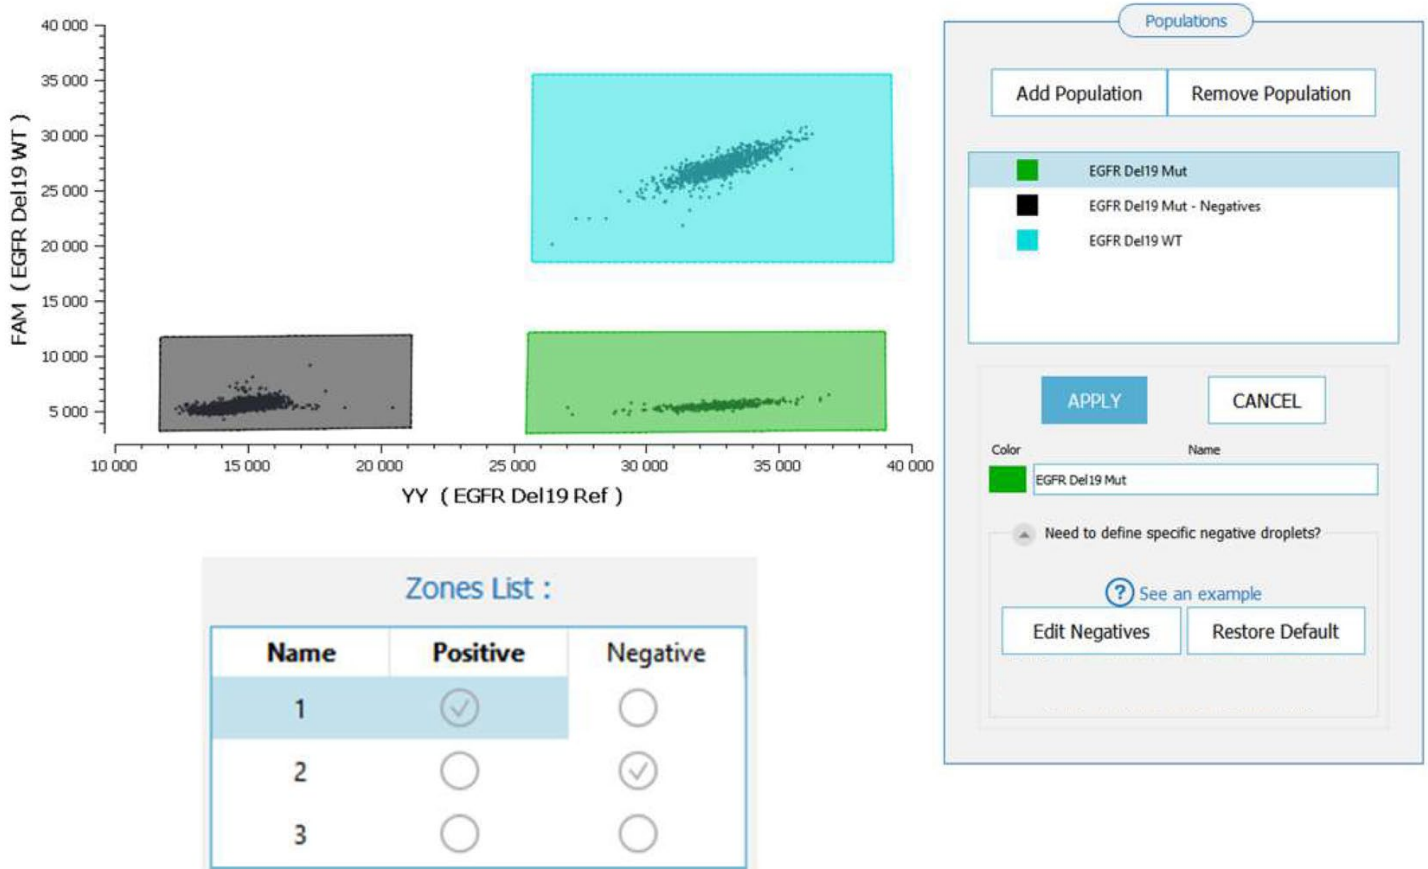 40 000
35 000
30 000
25 000
20 000
15 000
10 000
5 000
FAM ( EGFR Del19 WT )
10 000 15 000 20 000 25 000 30 000 35 000 40 000
YY ( EGFR Del19 Ref )
Populations
Add Population Remove Population
EGFR Del19 Mut
EGFR Del19 Mut - Negatives
EGFR Del19 WT
APPLY CANCEL
Color Name
EGFR Del19 Mut
Need to define specific negative droplets?
? See an example
Edit Negatives Restore Default
Zones List :
Name Positive Negative
1
2
3